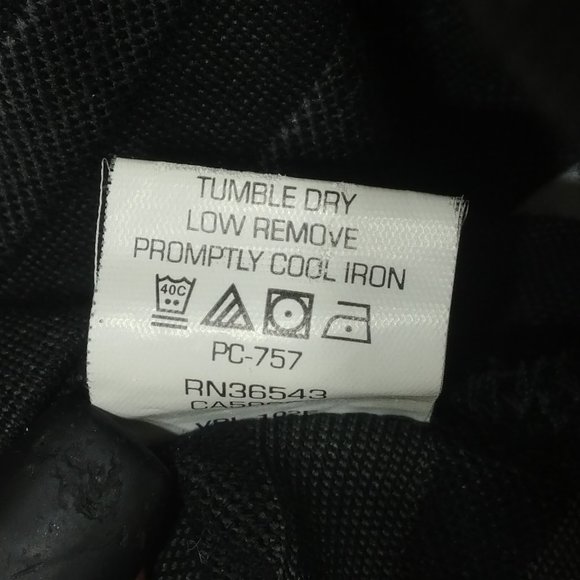 TUMBLE DRY
LOW REMOVE
PROMPTLY COOL IRON
40C
PC-757
RN36543